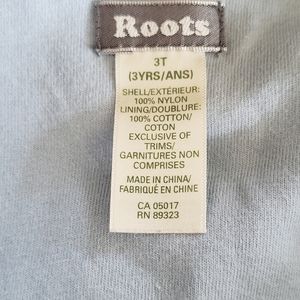 Roots
3T
(3YRS/ANS)
SHELL/EXTÉRIEUR:
100% NYLON
LINING/DOUBLURE:
100% COTTON/
COTON
EXCLUSIVE OF
TRIMS/
GARNITURES NON
COMPRISES
MADE IN CHINA/
FABRIQUÉ EN CHINE
CA 05017
RN 89323